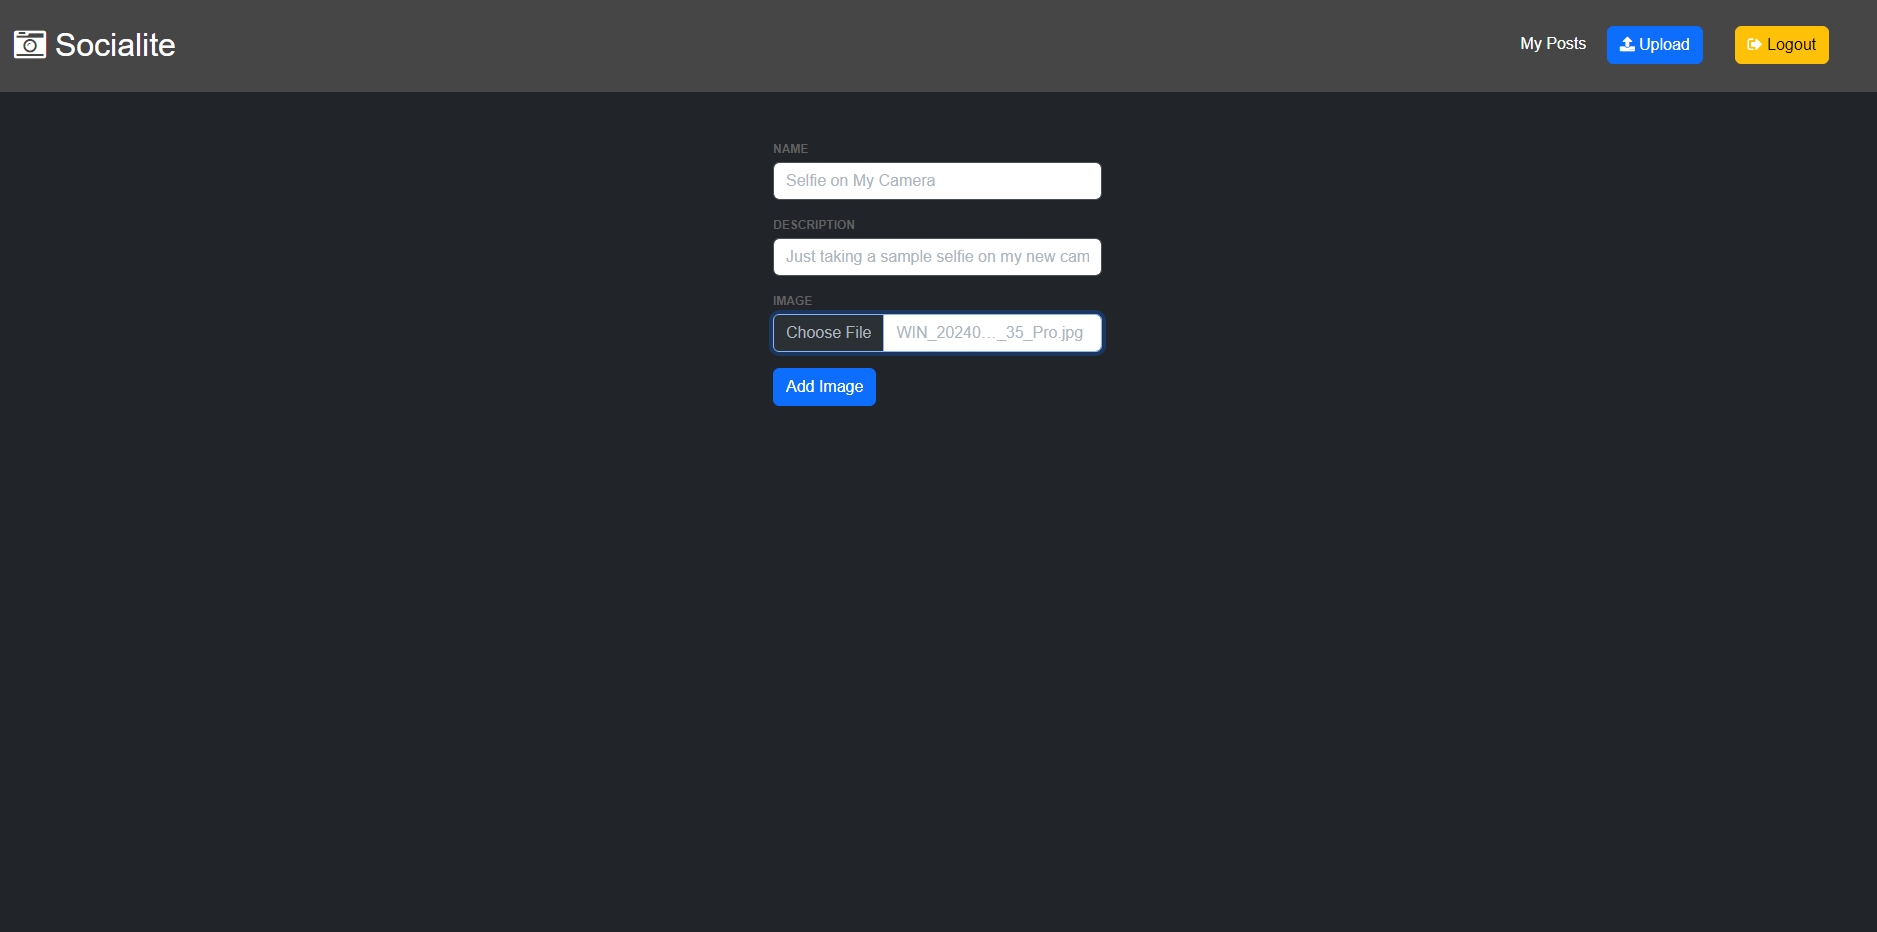 Socialite
My Posts
Upload
Logout
NAME
Selfie on My Camera
DESCRIPTION
Just taking a sample selfie on my new cam
IMAGE
Choose File WIN_20240…_35_Pro.jpg
Add Image